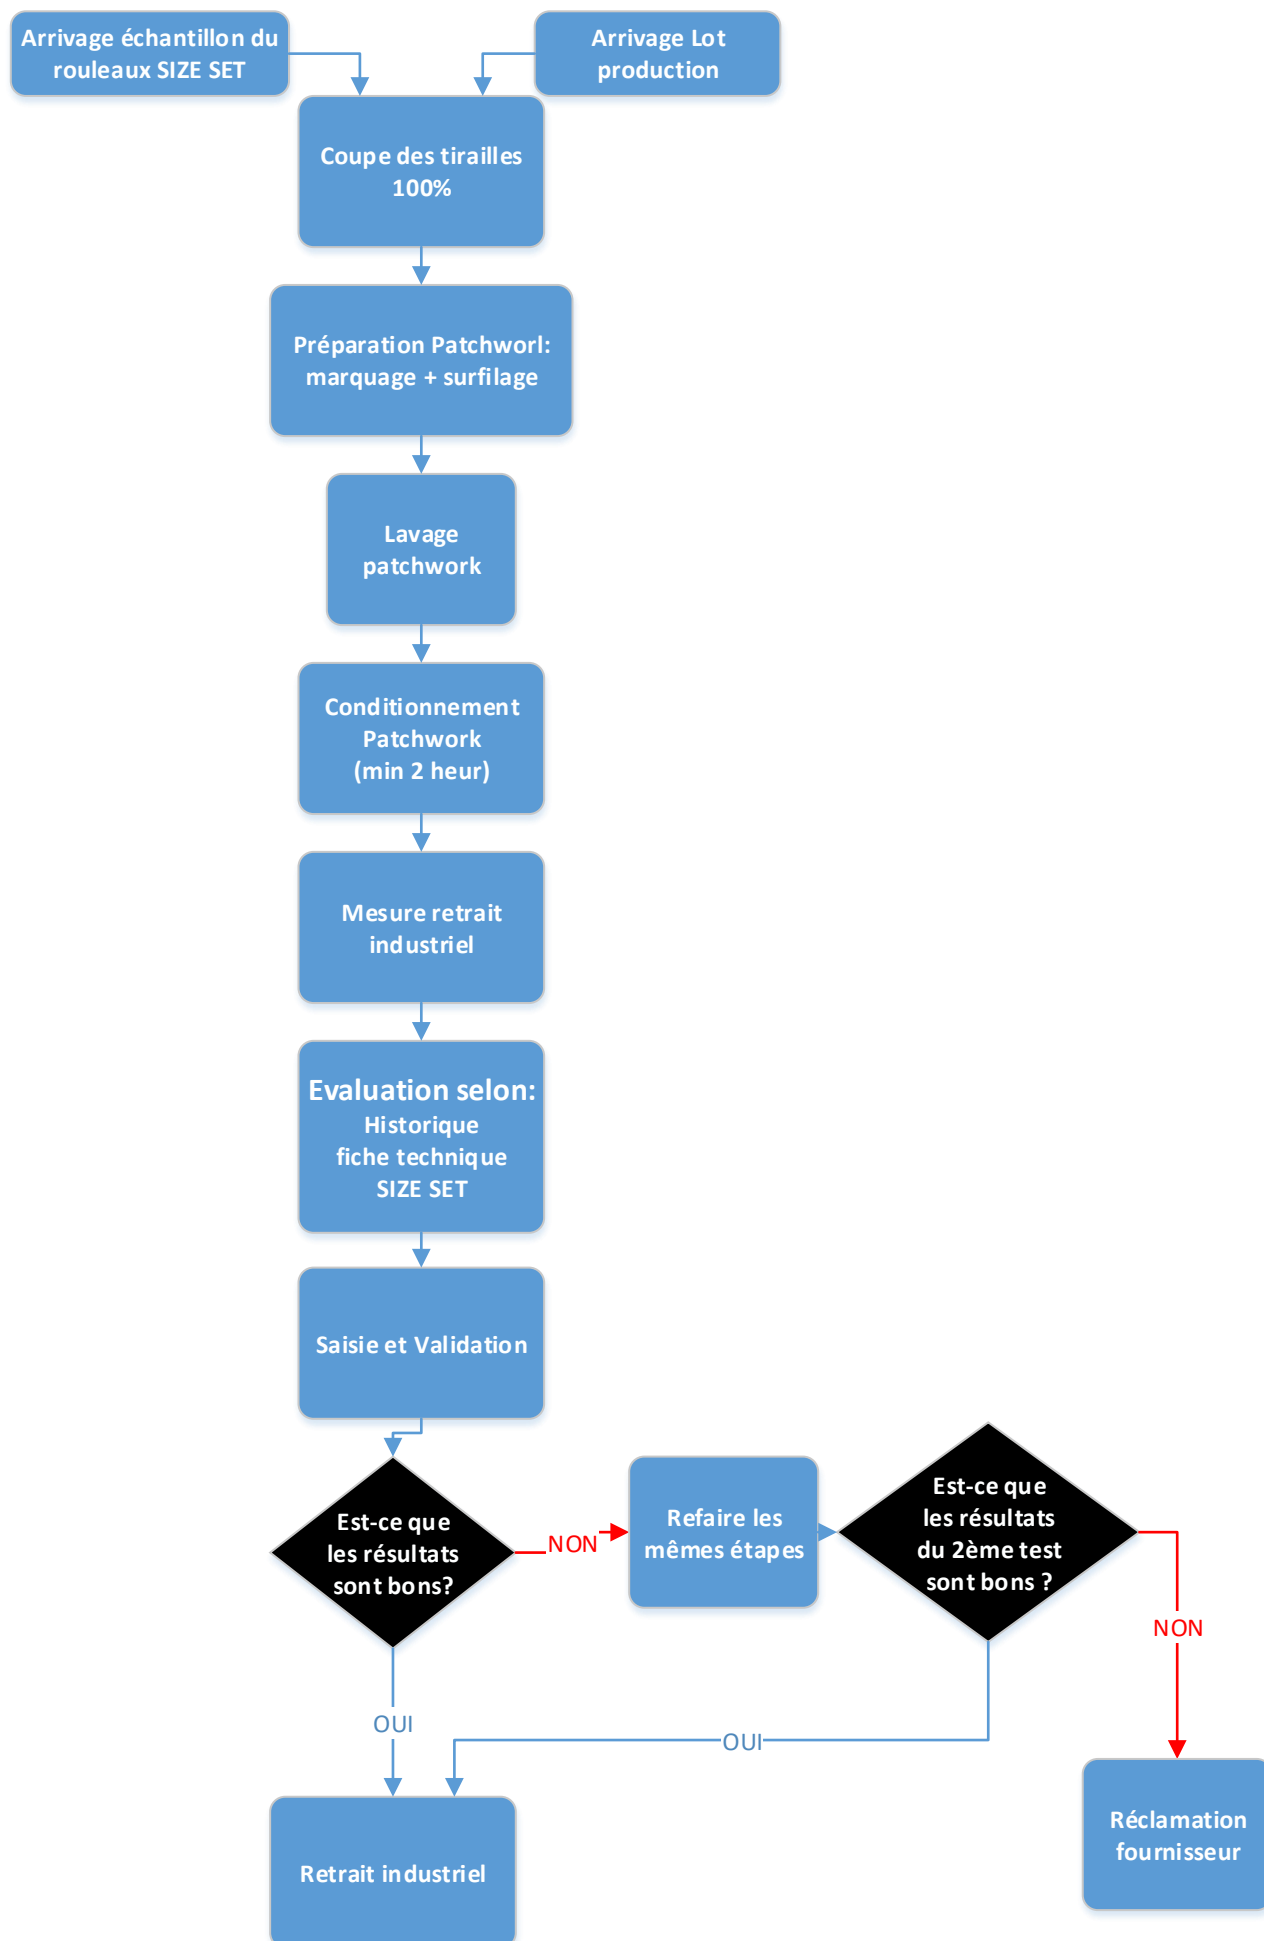 Arrivage échantillon du
rouleaux SIZE SET
Arrivage Lot
production
Coupe des tirailles
100%
Préparation Patchworl:
marquage + surfilage
Lavage
patchwork
Conditionnement
Patchwork
(min 2 heur)
Mesure retrait
industriel
Evaluation selon:
Historique
fiche technique
SIZE SET
Saisie et Validation
Est-ce que
les résultats
sont bons?
NON
Refaire les
mêmes étapes
Est-ce que
les résultats
du 2ème test
sont bons ?
NON
OUI
OUI
Réclamation
fournisseur
Retrait industriel